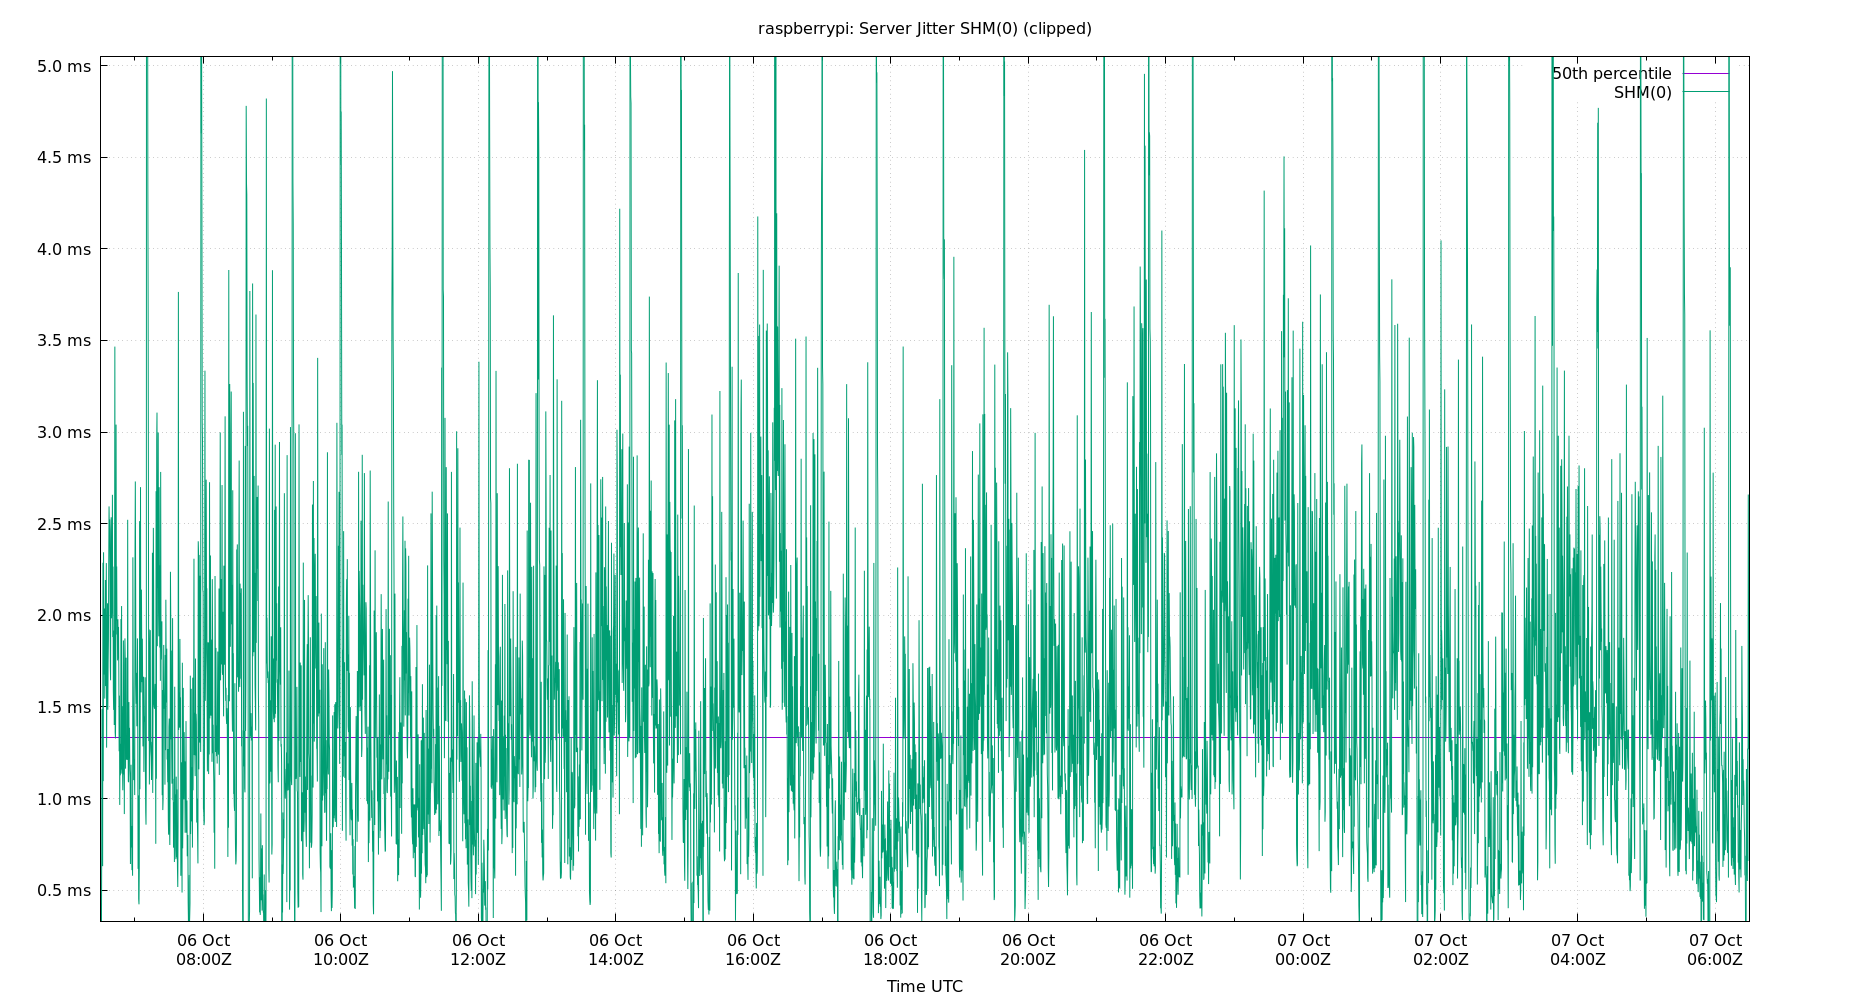 raspberrypi: Server Jitter SHM(0) (clipped)
50th percentile
SHM(0)
5.0 ms
4.5 ms
4.0 ms
3.5 ms
3.0 ms
2.5 ms
2.0 ms
1.5 ms
1.0 ms
0.5 ms
06 Oct 06 Oct 06 Oct 06 Oct 06 Oct 06 Oct 06 Oct 06 Oct 07 Oct 07 Oct 07 Oct 07 Oct
08:00Z 10:00Z 12:00Z 14:00Z 16:00Z 18:00Z 20:00Z 22:00Z 00:00Z 02:00Z 04:00Z 06:00Z
Time UTC